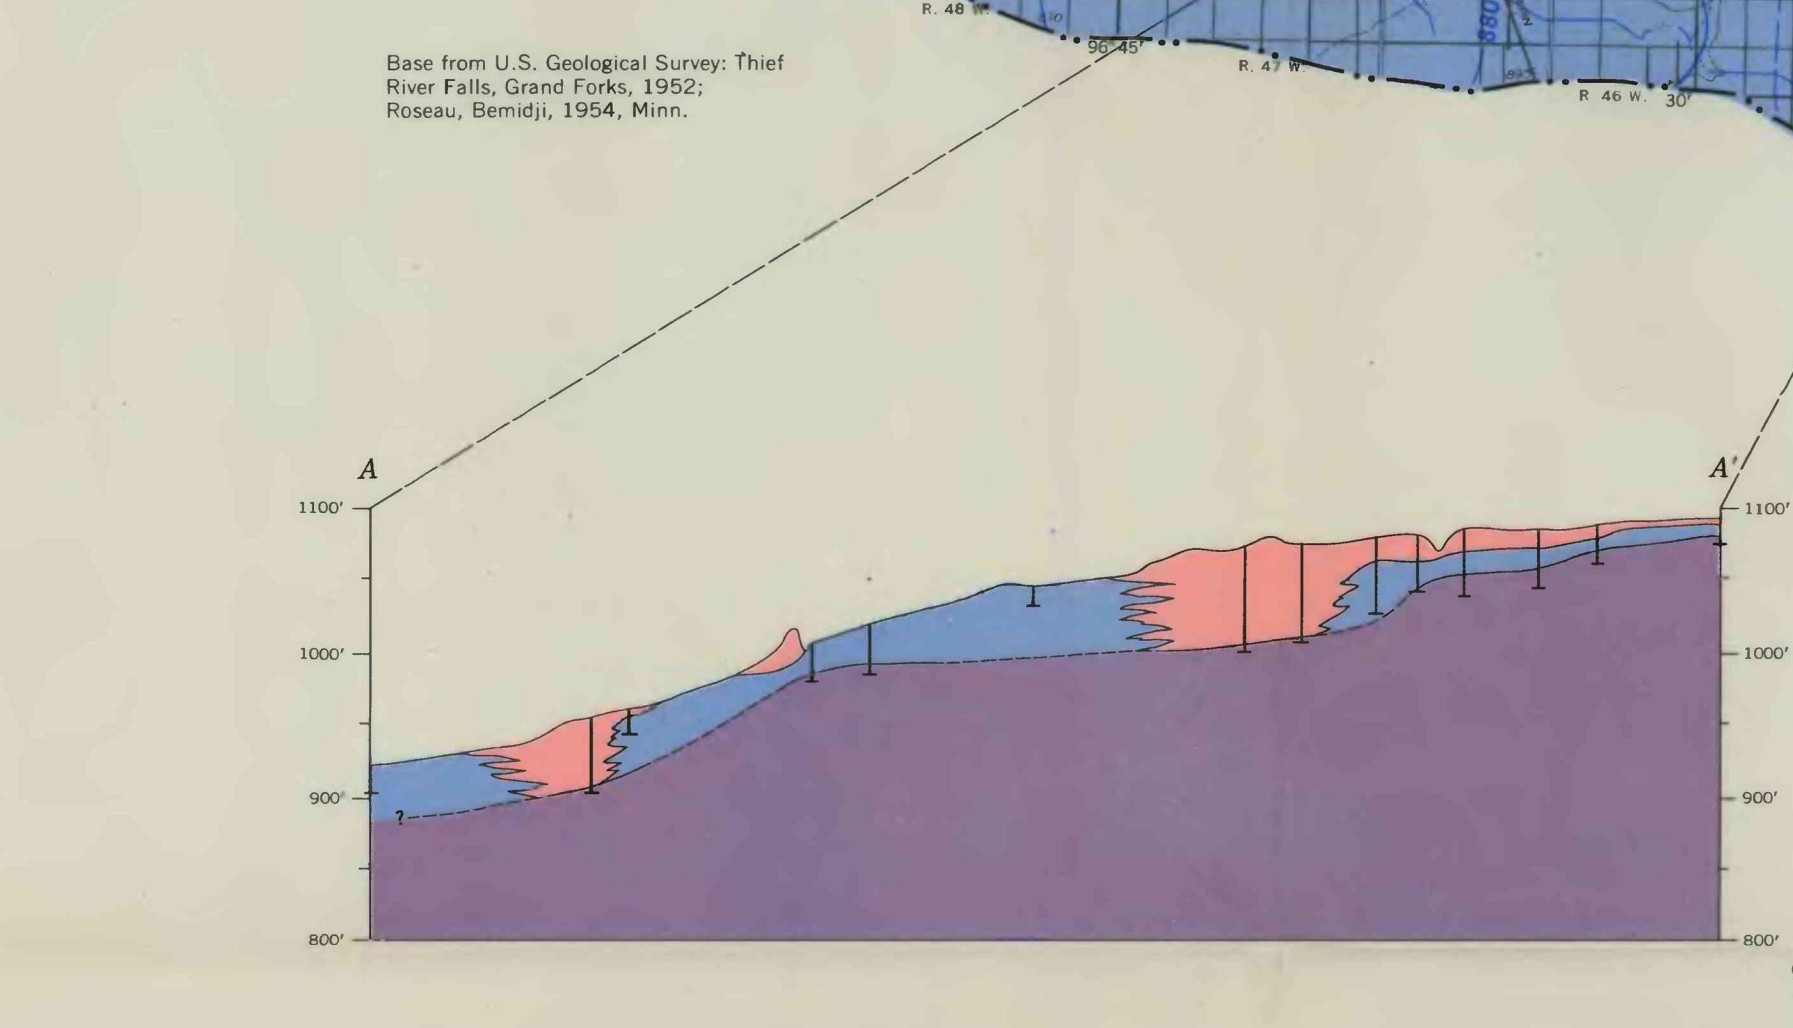 R. 48 W.
96°45'
R. 47 W.
880
R 46 W.
30'
Base from U.S. Geological Survey: Thief
River Falls, Grand Forks, 1952;
Roseau, Bemidji, 1954, Minn.
A
A'
1100'
1100'
1000'
1000'
900'
900'
?
800'
800'